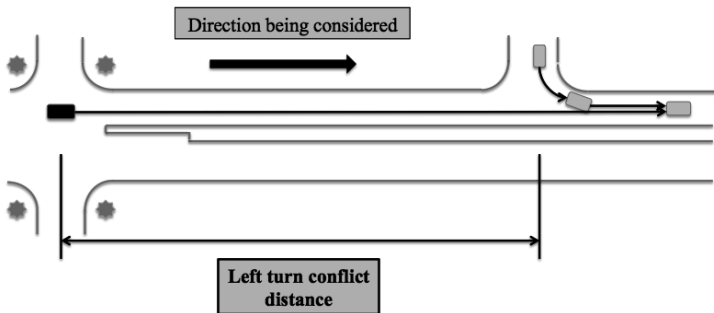 Direction being considered
Left turn conflict
distance